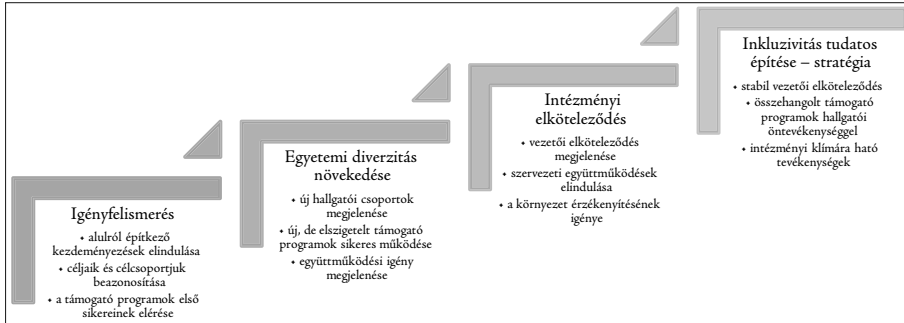 Igényfelismerés
• alulról építkező
kezdeményezések elindulása
• céljaik és célcsoportjuk
beazonosítása
• a támogató programok első
sikereinek elérése
Egyetemi diverzitás
növekedése
• új hallgatói csoportok
megjelenése
• új, de elszigetelt támogató
programok sikeres működése
• együttműködési igény
megjelenése
Intézményi
elköteleződés
• vezetői elköteleződés
megjelenése
• szervezeti együttműködések
elindulása
• a környezet érzékenyítésének
igénye
Inkluzivitás tudatos
építése – stratégia
• stabil vezetői elköteleződés
• összehangolt támogató
programok hallgatói
öntevékenységgel
• intézményi klímára ható
tevékenységek